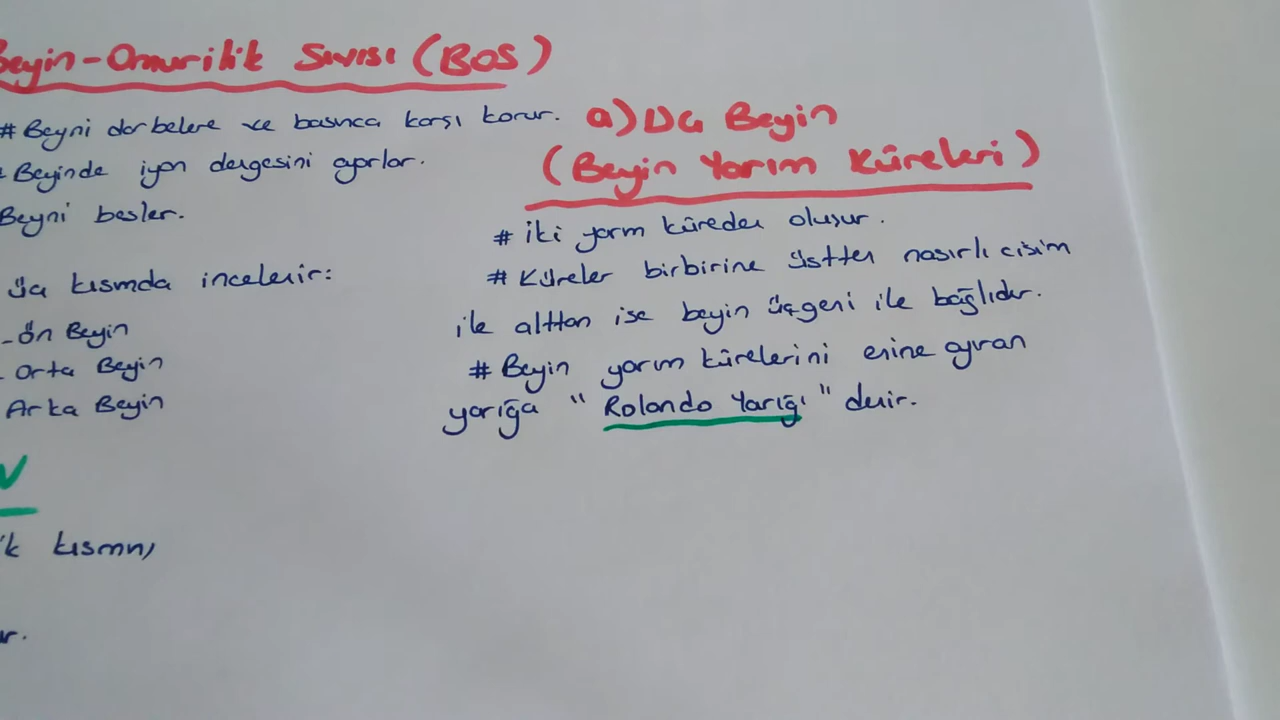 Beyin-Omurilik Sıvısı (BOS)
# Beyni darbelere ve basınca karşı korur.
Beyinde iyon dengesini ayarlar.
Beyni besler.
üç kısımda incelenir:
- Ön Beyin
- Orta Beyin
Arka Beyin
kısmını
a) Uç Beyin
(Beyin Yarım Küreleri)
# İki yarım küreden oluşur.
# Küreler birbirine üstten nasırlı cisim
ile alttan ise beyin üçgeni ile bağlıdır.
# Beyin yarım kürelerini enine ayıran
yarığa "Rolando Yarığı" denir.